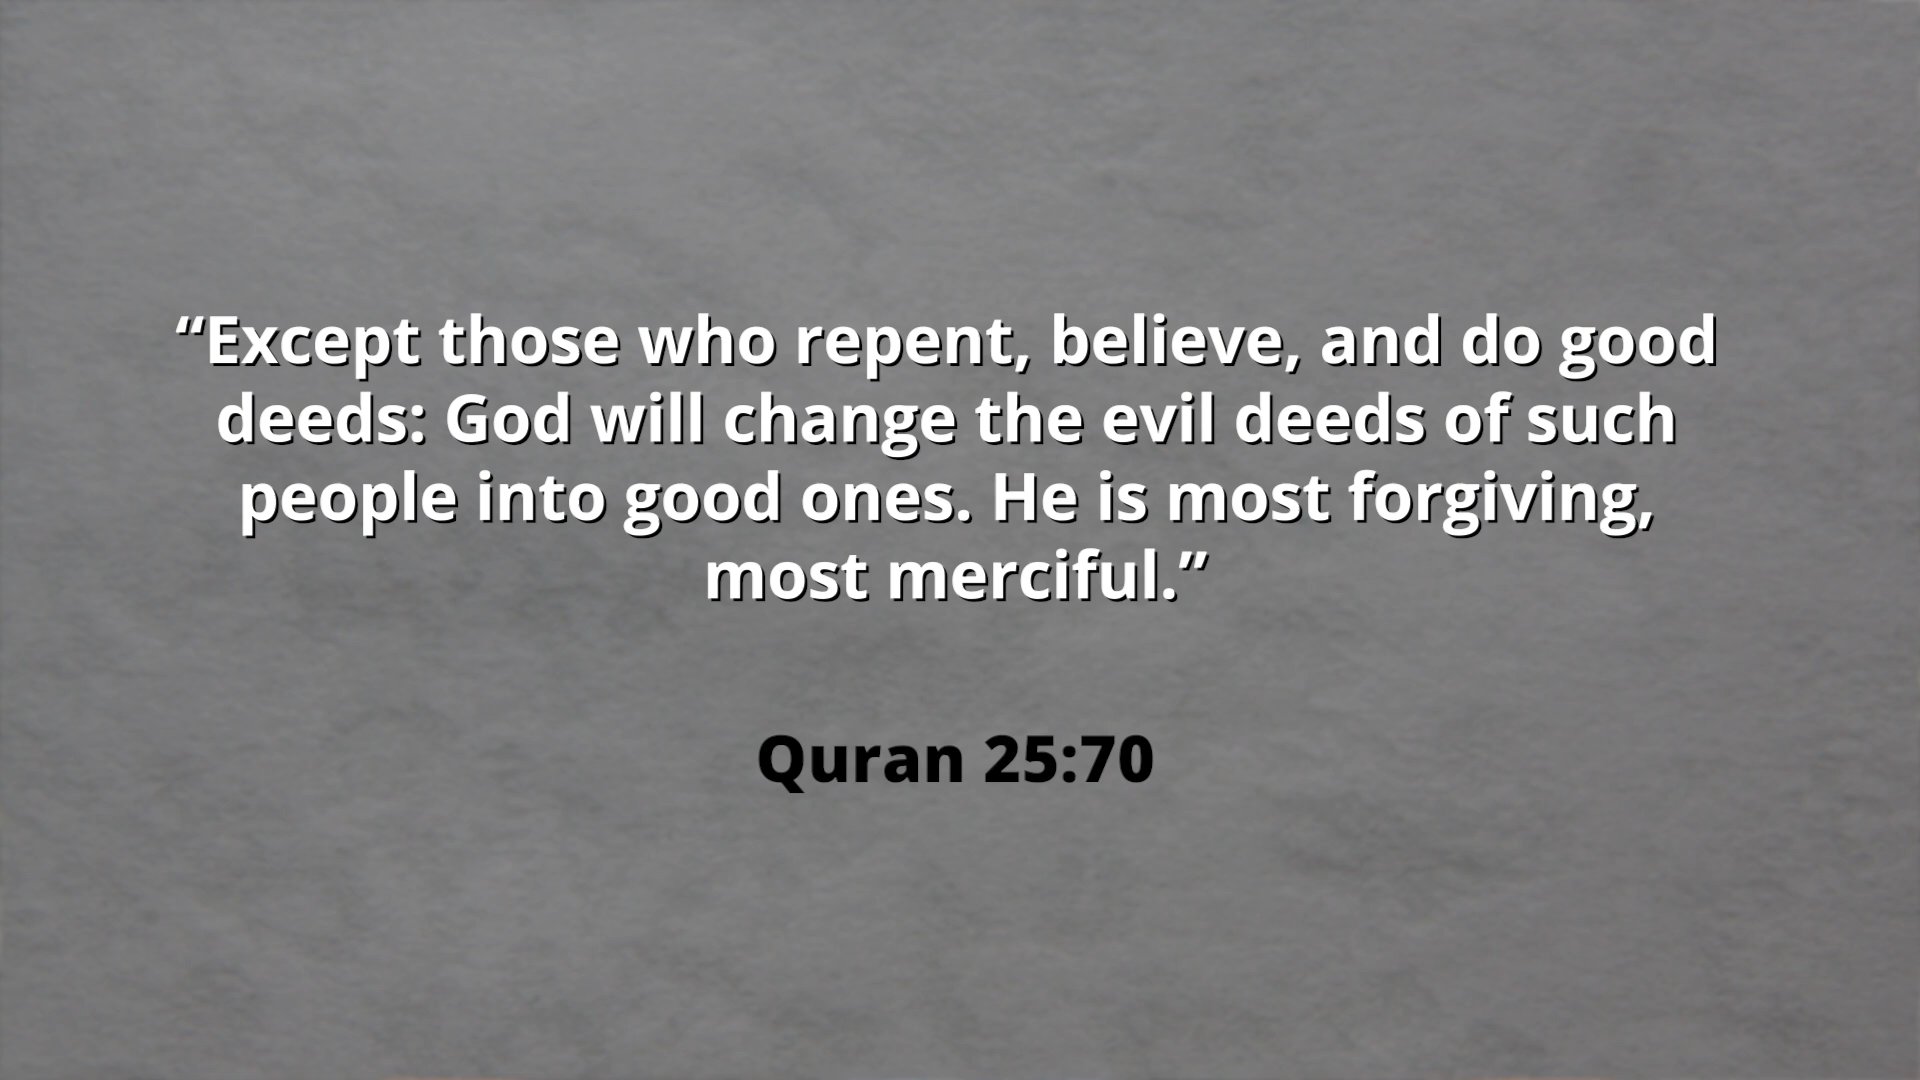 “Except those who repent, believe, and do good
deeds: God will change the evil deeds of such
people into good ones. He is most forgiving,
most merciful.”
Quran 25:70